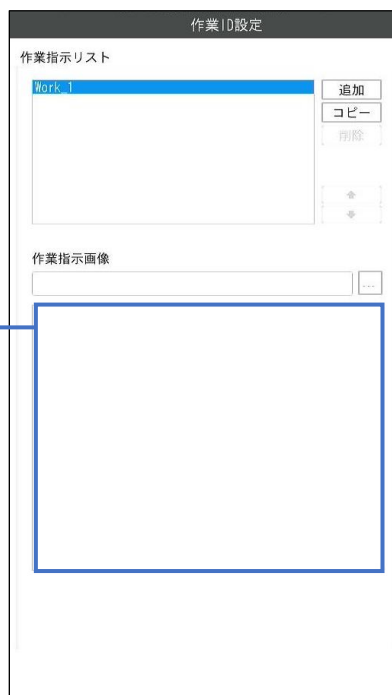 作業ID設定
作業指示リスト
Work_1
追加
コピー
削除
作業指示画像
...